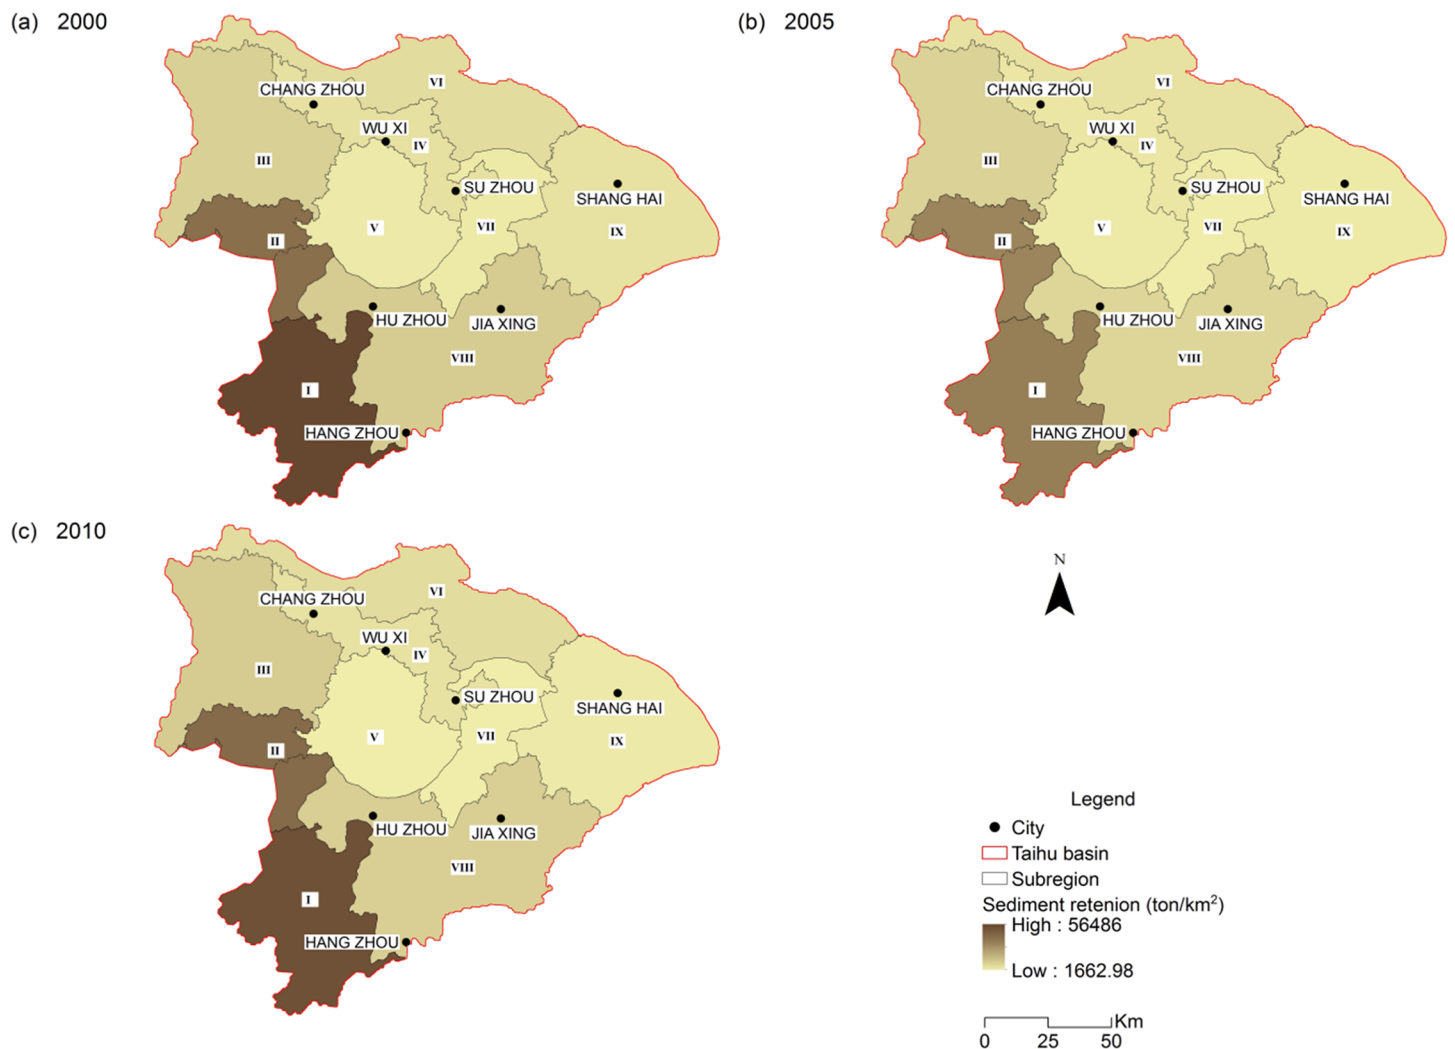 (a) 2000
CHANG ZHOU
VI
WU XI
IV
III
SU ZHOU
SHANG HAI
V
VII
IX
II
HU ZHOU
JIA XING
VIII
I
HANG ZHOU
(b) 2005
CHANG ZHOU
VI
WU XI
IV
III
SU ZHOU
SHANG HAI
V
VII
IX
II
HU ZHOU
JIA XING
VIII
I
HANG ZHOU
(c) 2010
CHANG ZHOU
VI
WU XI
IV
III
SU ZHOU
SHANG HAI
V
VII
IX
II
HU ZHOU
JIA XING
VIII
I
HANG ZHOU
N
Legend
City
Taihu basin
Subregion
Sediment retenion (ton/km²)
High : 56486
Low : 1662.98
Km
0 25 50